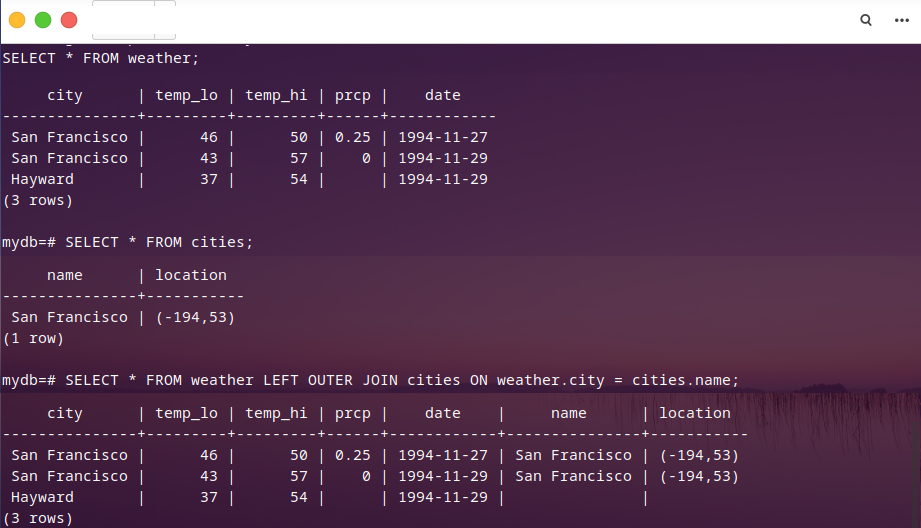 SELECT * FROM weather;
     city      | temp_lo | temp_hi | prcp |    date
---------------+---------+---------+------+------------
 San Francisco |      46 |      50 | 0.25 | 1994-11-27
 San Francisco |      43 |      57 |    0 | 1994-11-29
 Hayward       |      37 |      54 |      | 1994-11-29
(3 rows)
mydb=# SELECT * FROM cities;
     name      | location
---------------+-----------
 San Francisco | (-194,53)
(1 row)
mydb=# SELECT * FROM weather LEFT OUTER JOIN cities ON weather.city = cities.name;
     city      | temp_lo | temp_hi | prcp |    date    |     name      | location
---------------+---------+---------+------+------------+---------------+-----------
 San Francisco |      46 |      50 | 0.25 | 1994-11-27 | San Francisco | (-194,53)
 San Francisco |      43 |      57 |    0 | 1994-11-29 | San Francisco | (-194,53)
 Hayward       |      37 |      54 |      | 1994-11-29 |               |
(3 rows)